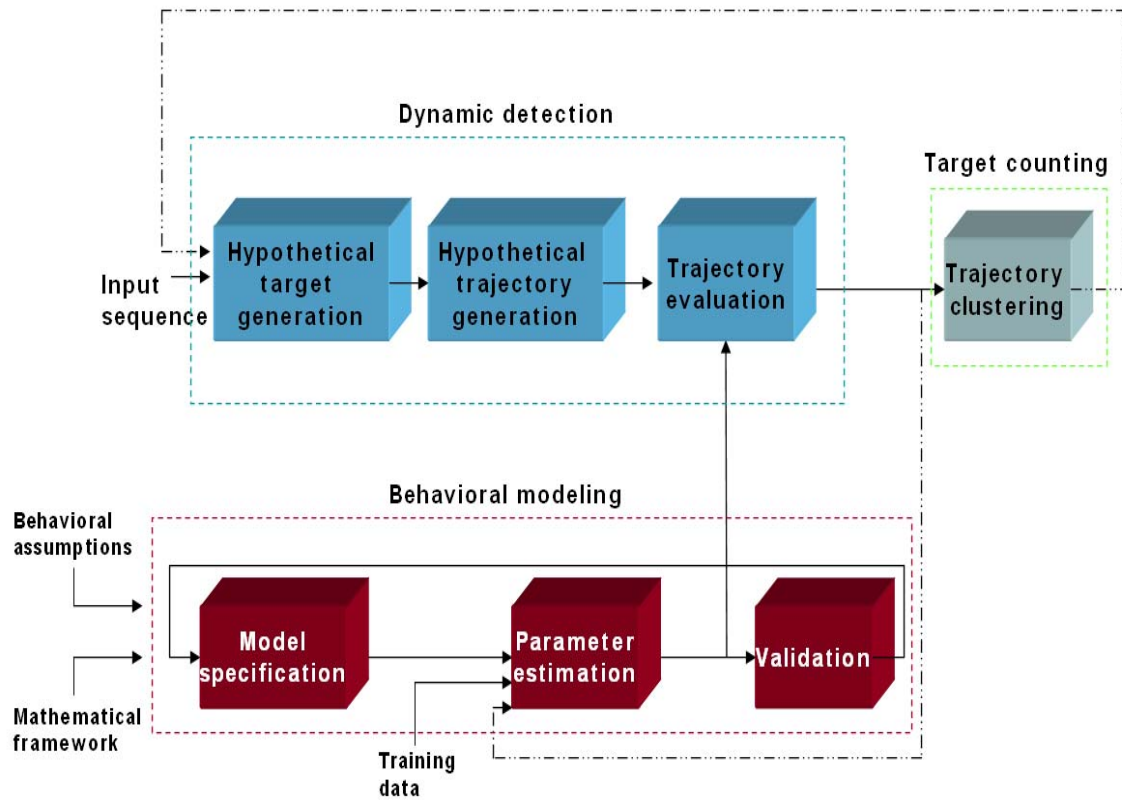 Dynamic detection
Target counting
Hypothetical
target
generation
Hypothetical
trajectory
generation
Trajectory
evaluation
Trajectory
clustering
Input
sequence
Behavioral modeling
Behavioral
assumptions
Model
specification
Parameter
estimation
Validation
Mathematical
framework
Training
data